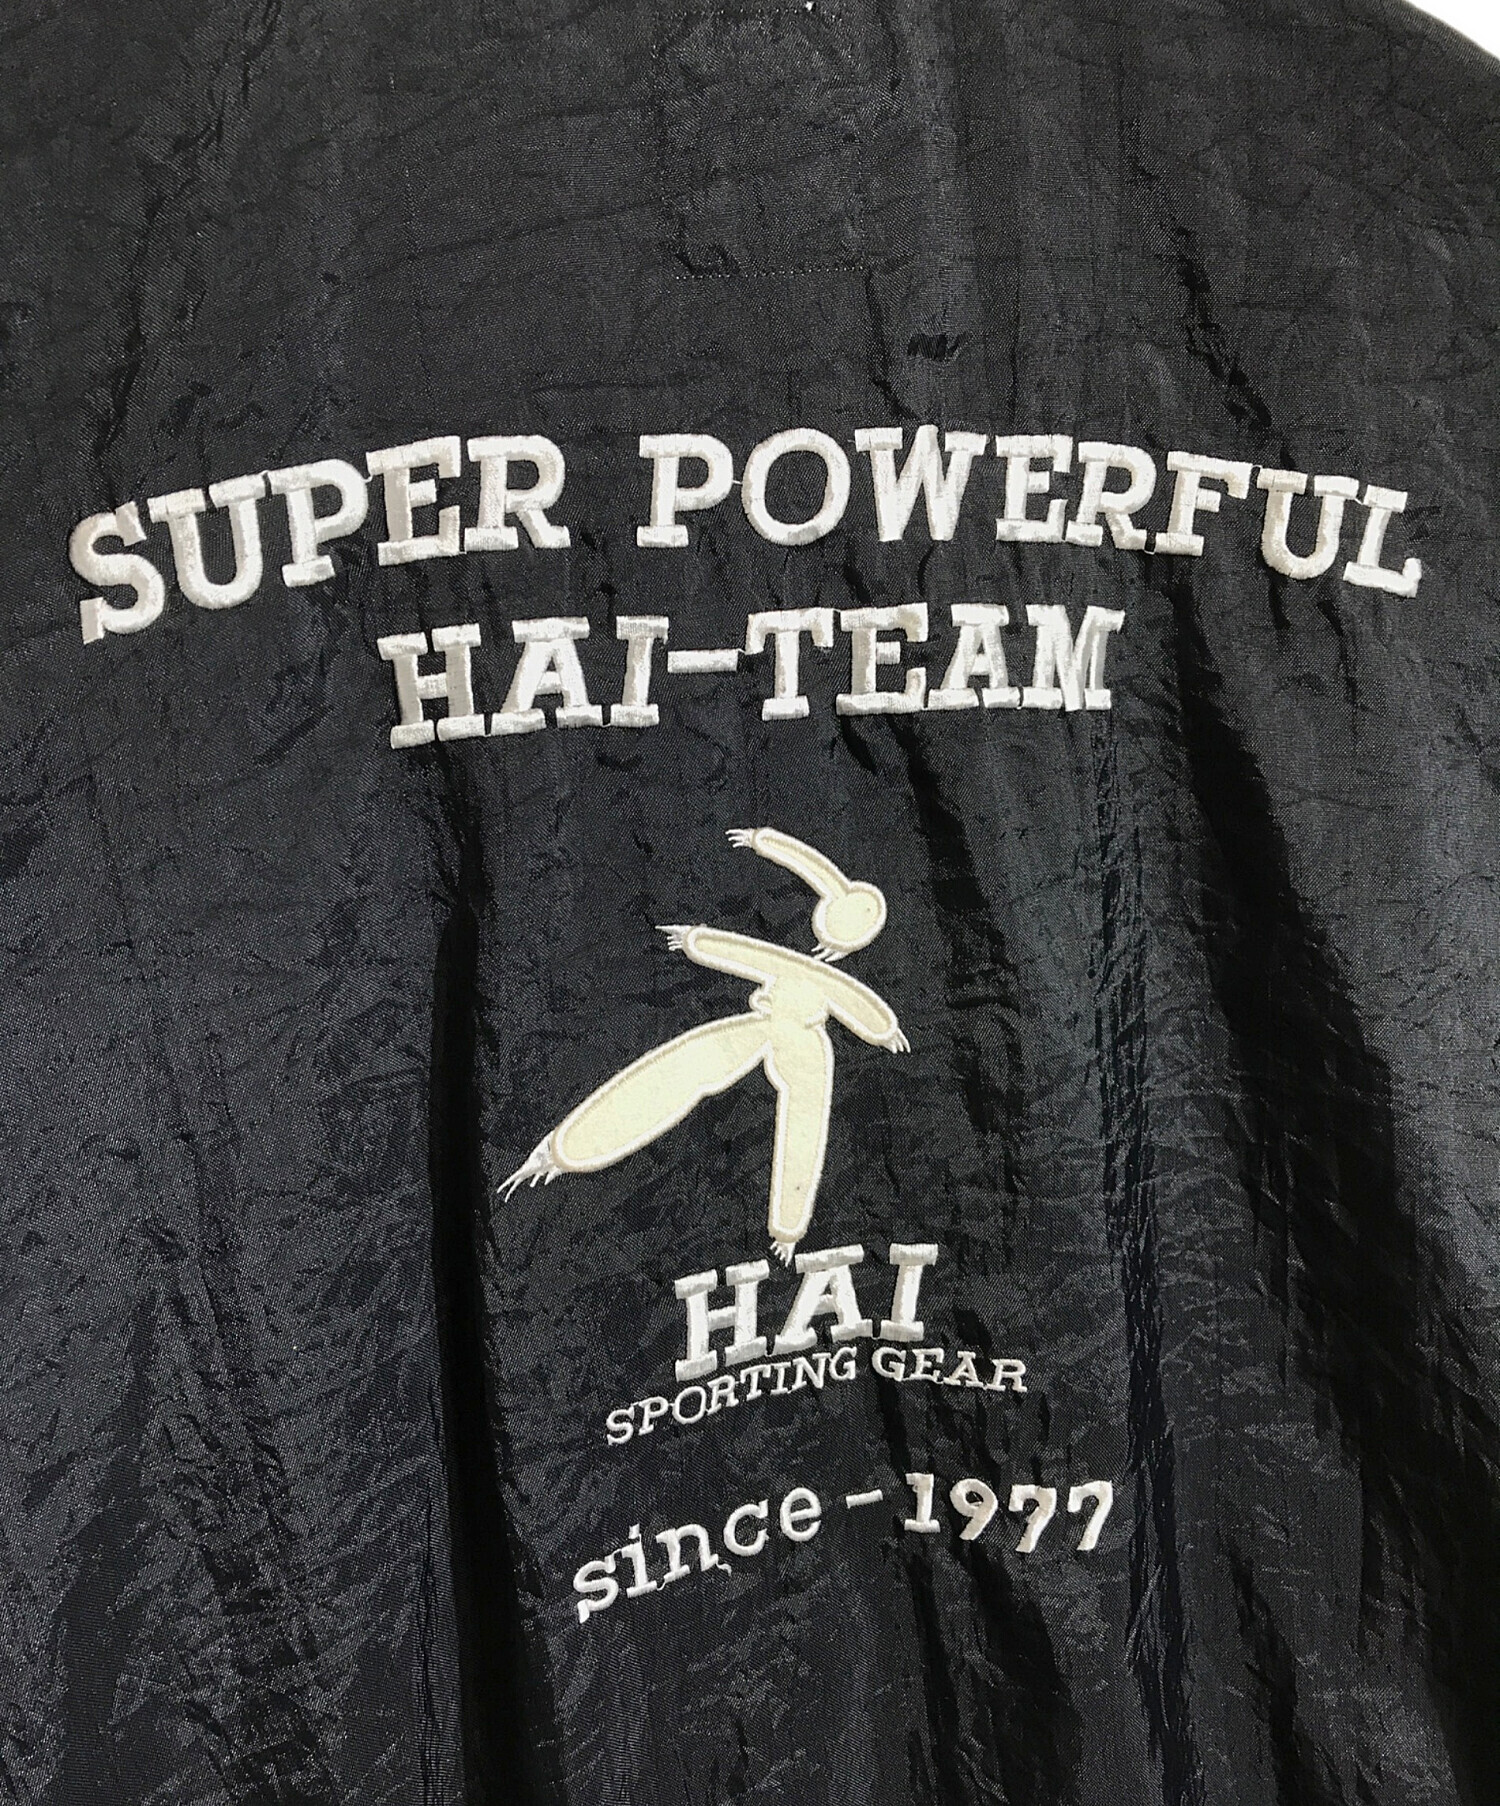 SUPER POWERFUL
HAI-TEAM
HAI
SPORTING GEAR
since-1977